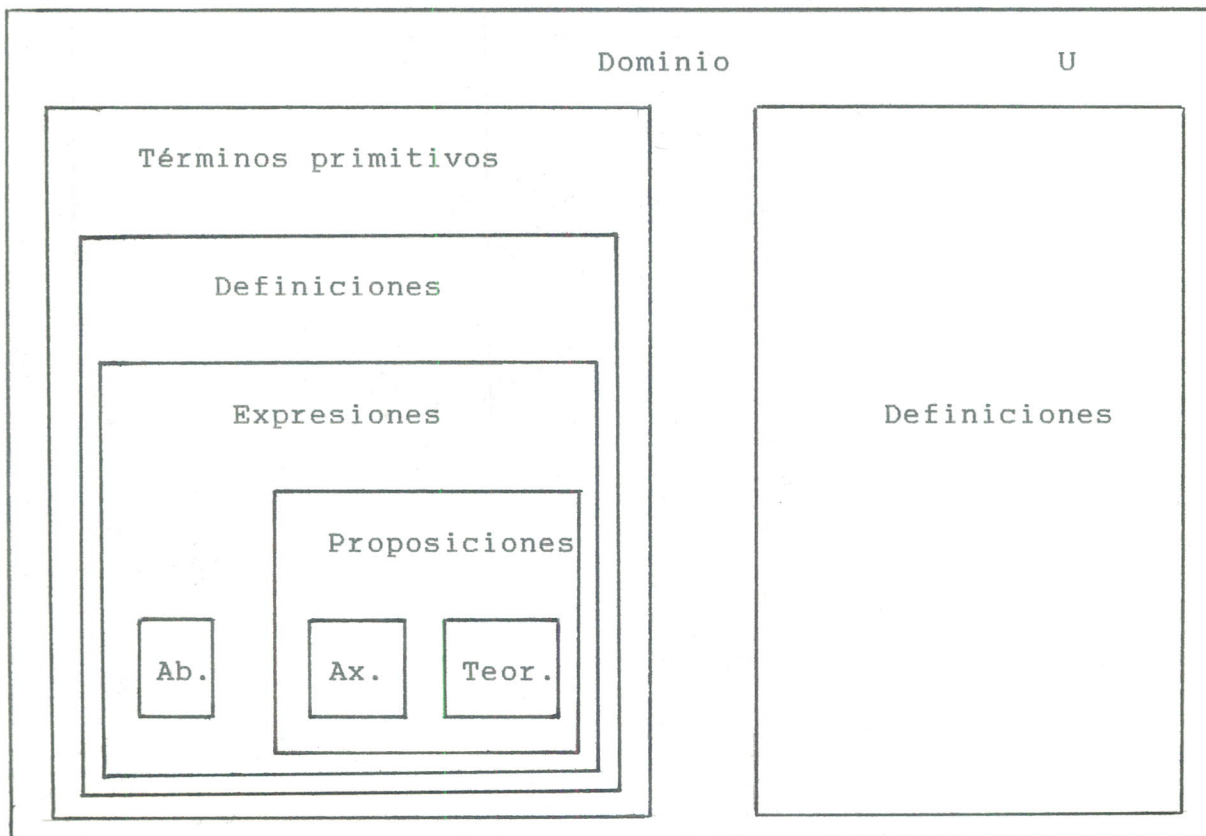 Dominio U
Términos primitivos
Definiciones
Expresiones
Definiciones
Proposiciones
Ab. Ax. Teor.